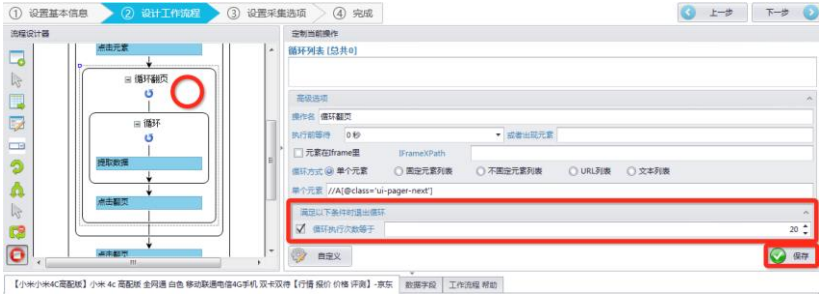 ① 设置基本信息 ② 设计工作流程 ③ 设置采集选项 ④ 完成 上一步 下一步
流程设计器
点击元素
循环翻页
循环
提取数据
点击翻页
点击翻页
定制当前操作
循环列表 [总共0]
高级选项
操作名 循环翻页
执行前等待 0 秒 或者出现元素
元素在Iframe里 IFrameXPath
循环方式 单个元素 固定元素列表 不固定元素列表 URL列表 文本列表
单个元素 //A[@class='ui-pager-next']
满足以下条件时退出循环
循环执行次数等于 20
自定义 保存
【小米小米4C高配版】小米 4c 高配版 全网通 白色 移动联通电信4G手机 双卡双待【行情 报价 价格 评测】-京东 数据字段 工作流程 帮助